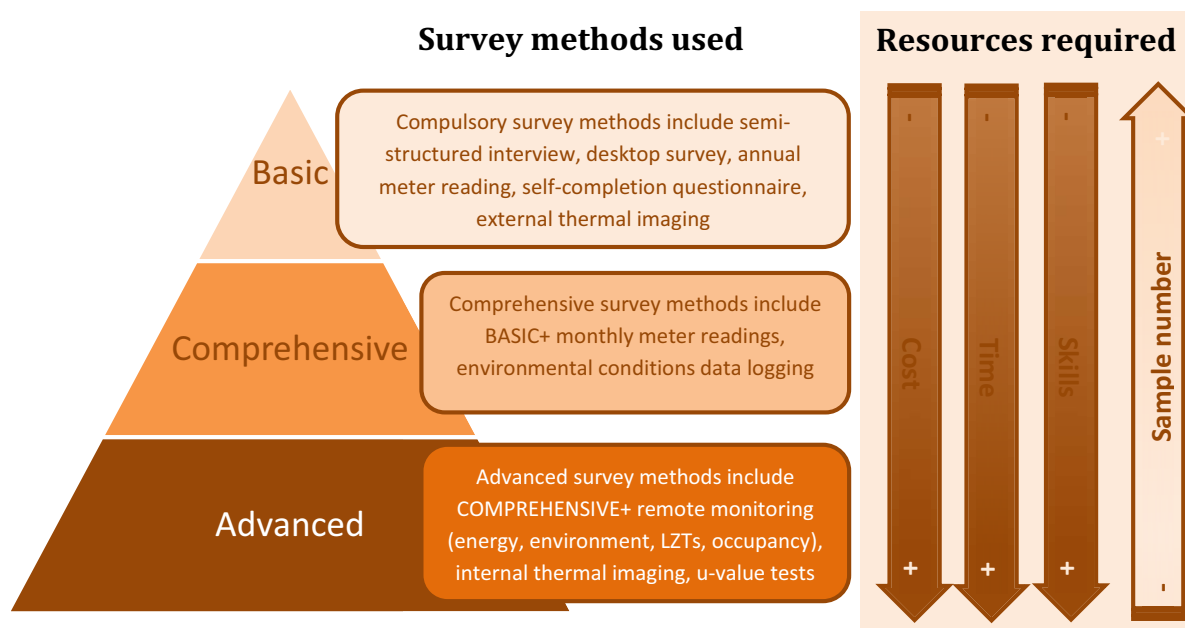 Survey methods used
Resources required
Basic
Compulsory survey methods include semi-
structured interview, desktop survey, annual
meter reading, self-completion questionnaire,
external thermal imaging
Comprehensive
Comprehensive survey methods include
BASIC+ monthly meter readings,
environmental conditions data logging
Advanced
Advanced survey methods include
COMPREHENSIVE+ remote monitoring
(energy, environment, LZTs, occupancy),
internal thermal imaging, u-value tests
- Cost +
- Time +
- Skills +
+ Sample number -